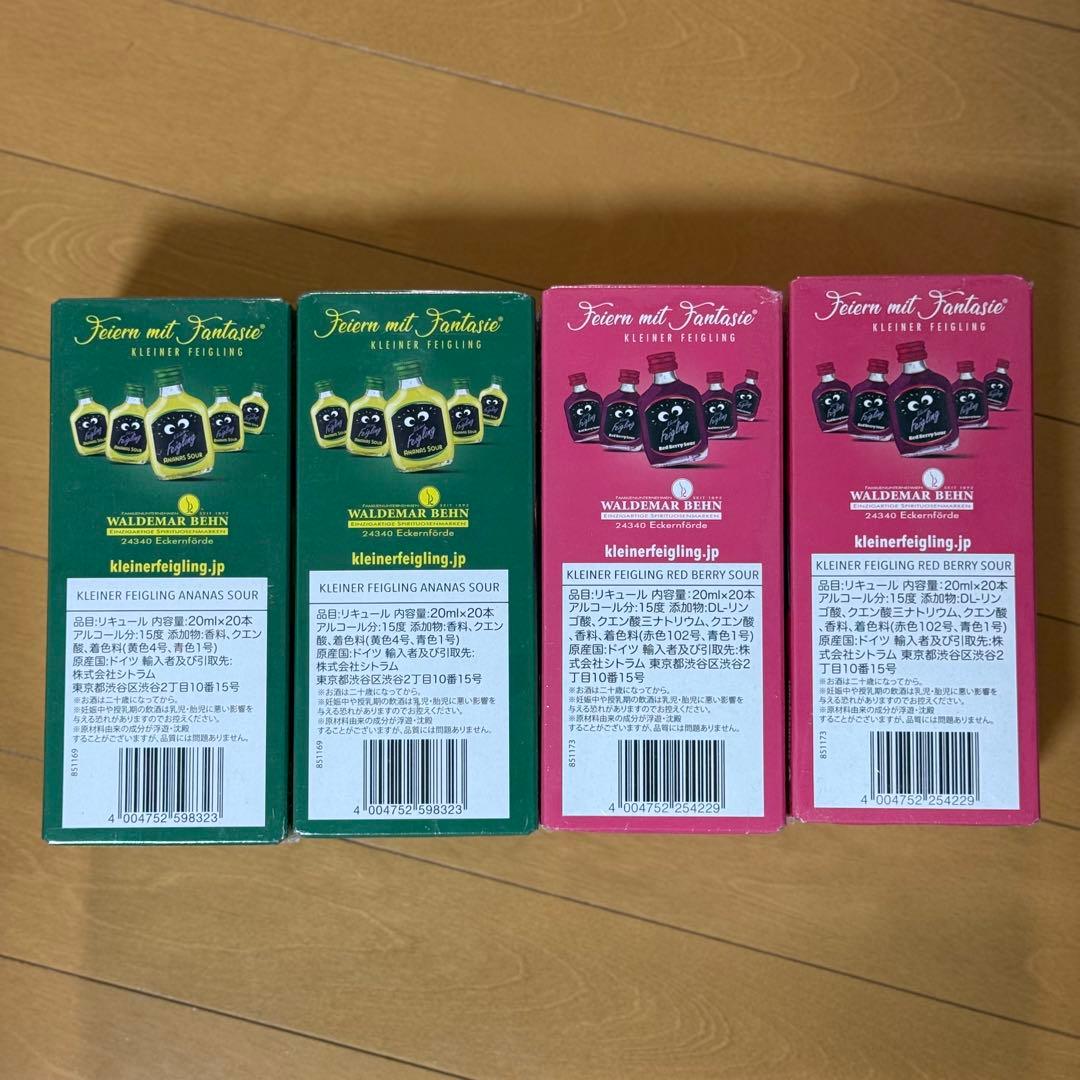 Feiern mit Fantasie®
KLEINER FEIGLING
Feigling
ANANAS SOUR
FAMILIENUNTERNEHMEN SEIT 1892
WALDEMAR BEHN
EINZIGARTIGE SPIRITUOSENMARKEN
24340 Eckernförde
kleinerfeigling.jp
KLEINER FEIGLING ANANAS SOUR
品目:リキュール 内容量:20ml×20本
アルコール分:15度 添加物:香料、クエン
酸、着色料(黄色4号、青色1号)
原産国:ドイツ 輸入者及び引取先:
株式会社シトラム
東京都渋谷区渋谷2丁目10番15号
※お酒は二十歳になってから。
※妊娠中や授乳期の飲酒は乳児・胎児に悪い影響を
与える恐れがありますのでお控えください。
※原材料由来の成分が浮遊・沈殿
することがございますが、品質には問題ありません。
851169
4 004752 598323
Feiern mit Fantasie®
KLEINER FEIGLING
Feigling
ANANAS SOUR
FAMILIENUNTERNEHMEN SEIT 1892
WALDEMAR BEHN
EINZIGARTIGE SPIRITUOSENMARKEN
24340 Eckernförde
kleinerfeigling.jp
KLEINER FEIGLING ANANAS SOUR
品目:リキュール 内容量:20ml×20本
アルコール分:15度 添加物:香料、クエン
酸、着色料(黄色4号、青色1号)
原産国:ドイツ 輸入者及び引取先:
株式会社シトラム
東京都渋谷区渋谷2丁目10番15号
※お酒は二十歳になってから。
※妊娠中や授乳期の飲酒は乳児・胎児に悪い影響を
与える恐れがありますのでお控えください。
※原材料由来の成分が浮遊・沈殿
することがございますが、品質には問題ありません。
851169
4 004752 598323
Feiern mit Fantasie®
KLEINER FEIGLING
Feigling
Red Berry Sour
FAMILIENUNTERNEHMEN SEIT 1892
WALDEMAR BEHN
EINZIGARTIGE SPIRITUOSENMARKEN
24340 Eckernförde
kleinerfeigling.jp
KLEINER FEIGLING RED BERRY SOUR
品目:リキュール 内容量:20ml×20本
アルコール分:15度 添加物:DL-リン
ゴ酸、クエン酸三ナトリウム、クエン酸
、香料、着色料(赤色102号、青色1号)
原産国:ドイツ 輸入者及び引取先:株
式会社シトラム 東京都渋谷区渋谷2
丁目10番15号
※お酒は二十歳になってから。
※妊娠中や授乳期の飲酒は乳児・胎児に悪い影響を
与える恐れがありますのでお控えください。
※原材料由来の成分が浮遊・沈殿
することがございますが、品質には問題ありません。
851173
4 004752 254229
Feiern mit Fantasie®
KLEINER FEIGLING
Feigling
Red Berry Sour
FAMILIENUNTERNEHMEN SEIT 1892
WALDEMAR BEHN
EINZIGARTIGE SPIRITUOSENMARKEN
24340 Eckernförde
kleinerfeigling.jp
KLEINER FEIGLING RED BERRY SOUR
品目:リキュール 内容量:20ml×20本
アルコール分:15度 添加物:DL-リン
ゴ酸、クエン酸三ナトリウム、クエン酸
、香料、着色料(赤色102号、青色1号)
原産国:ドイツ 輸入者及び引取先:株
式会社シトラム 東京都渋谷区渋谷2
丁目10番15号
※お酒は二十歳になってから。
※妊娠中や授乳期の飲酒は乳児・胎児に悪い影響を
与える恐れがありますのでお控えください。
※原材料由来の成分が浮遊・沈殿
することがございますが、品質には問題ありません。
851173
4 004752 254229